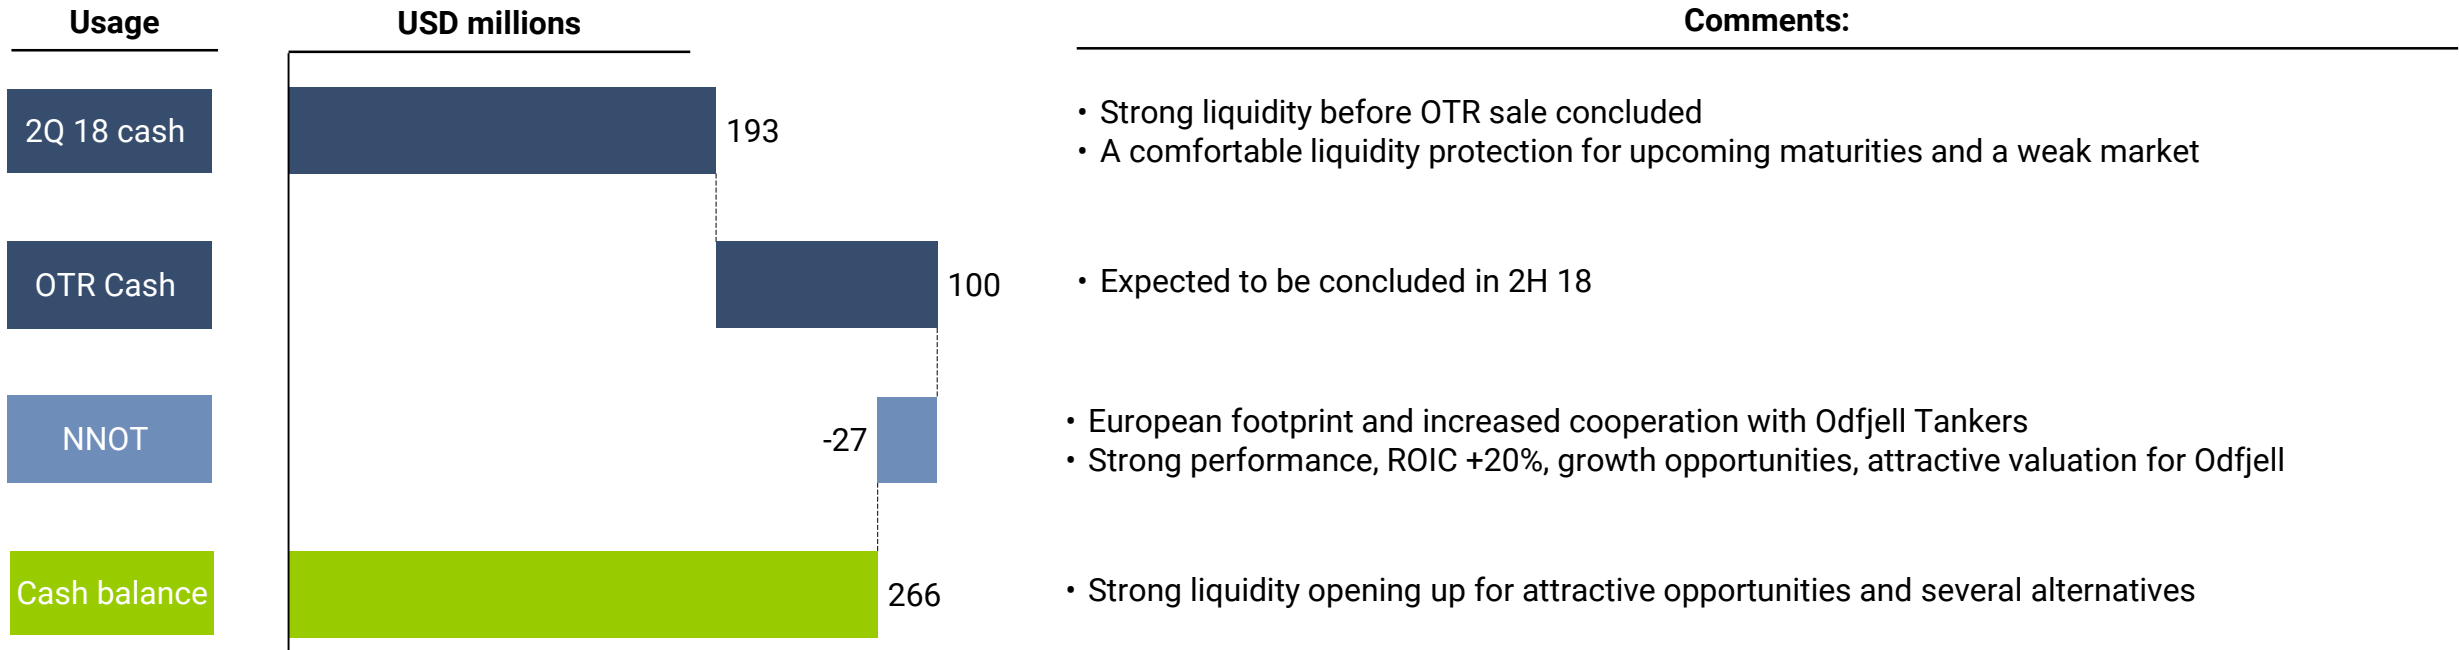 Usage
USD millions
Comments:
2Q 18 cash
193
• Strong liquidity before OTR sale concluded
• A comfortable liquidity protection for upcoming maturities and a weak market
OTR Cash
100
• Expected to be concluded in 2H 18
NNOT
-27
• European footprint and increased cooperation with Odfjell Tankers
• Strong performance, ROIC +20%, growth opportunities, attractive valuation for Odfjell
Cash balance
266
• Strong liquidity opening up for attractive opportunities and several alternatives